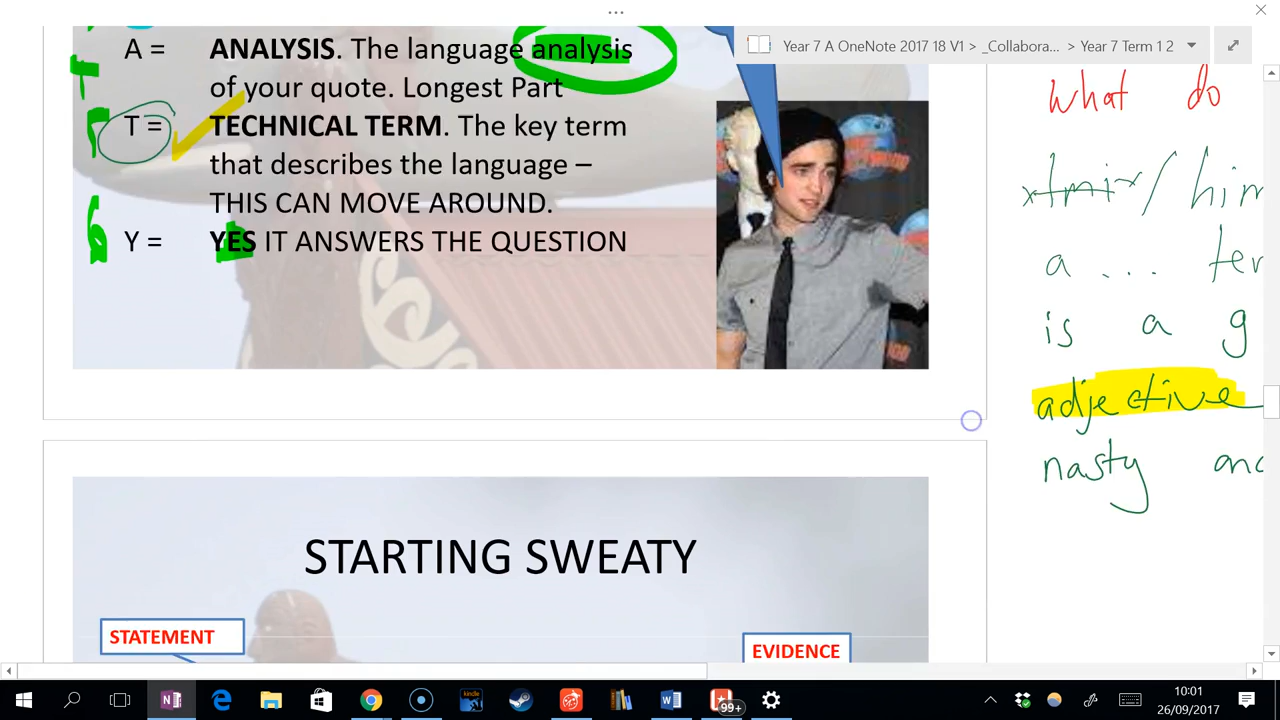 Year 7 A OneNote 2017 18 V1 3 _Collabos... > Year 7 Term 1 2
A = ANALYSIS. The language analysis
of your quote. Longest Part
T = TECHNICAL TERM. The key term
that describes the language –
THIS CAN MOVE AROUND.
Y = YES IT ANSWERS THE QUESTION
STARTING SWEATY
STATEMENT
EVIDENCE
what do
/ him
a ... ter
is a g
adjective
nasty and
99+
10:01
26/09/2017